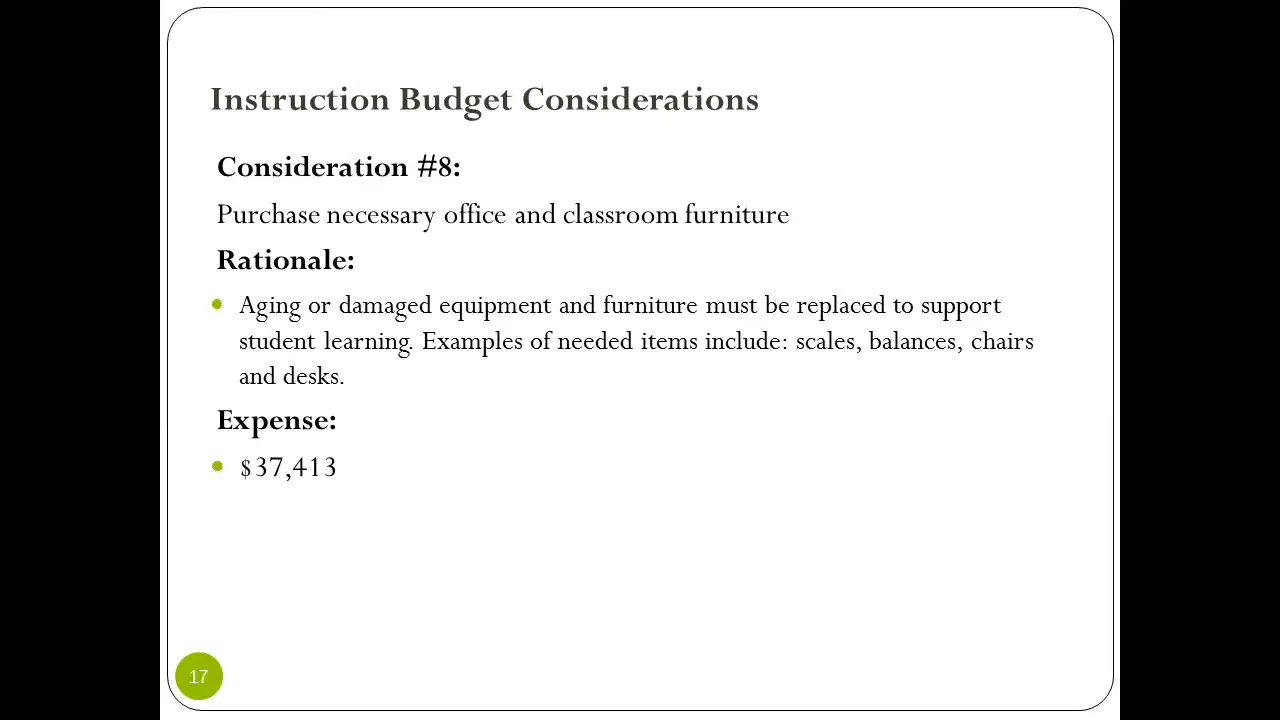 Instruction Budget Considerations
Consideration #8:
Purchase necessary office and classroom furniture
Rationale:
Aging or damaged equipment and furniture must be replaced to support
student learning. Examples of needed items include: scales, balances, chairs
and desks.
Expense:
$37,413
17